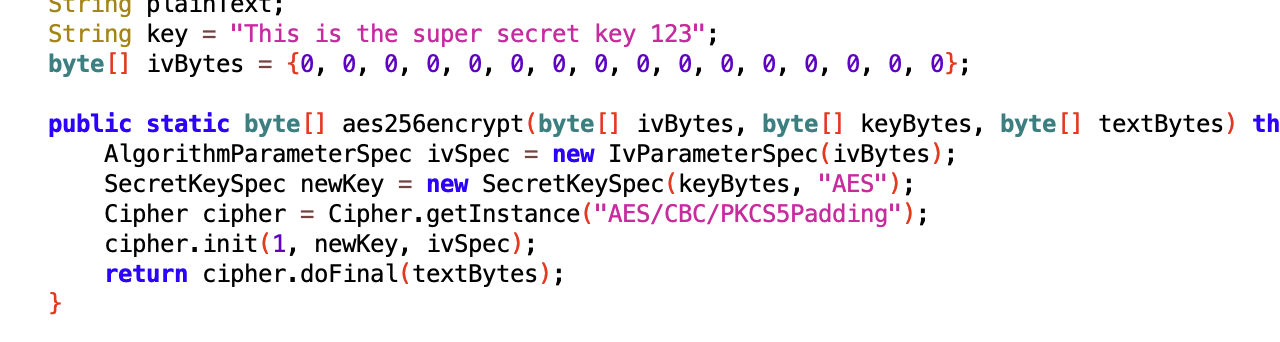 String plainText;
String key = "This is the super secret key 123";
byte[] ivBytes = {0, 0, 0, 0, 0, 0, 0, 0, 0, 0, 0, 0, 0, 0, 0, 0};
public static byte[] aes256encrypt(byte[] ivBytes, byte[] keyBytes, byte[] textBytes) th
AlgorithmParameterSpec ivSpec = new IvParameterSpec(ivBytes);
SecretKeySpec newKey = new SecretKeySpec(keyBytes, "AES");
Cipher cipher = Cipher.getInstance("AES/CBC/PKCS5Padding");
cipher.init(1, newKey, ivSpec);
return cipher.doFinal(textBytes);
}